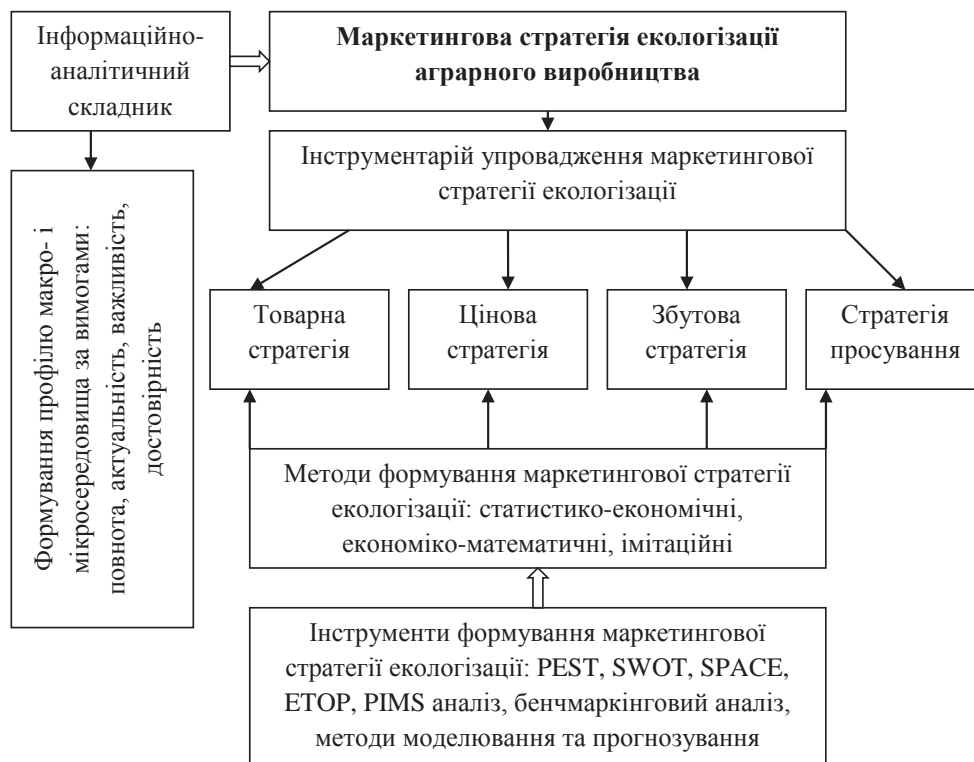 Інформаційно-
аналітичний
складник
Маркетингова стратегія екологізації
аграрного виробництва
Інструментарій упровадження маркетингової
стратегії екологізації
Формування профілю макро- і
мікросередовища за вимогами:
повнота, актуальність, важливість,
достовірність
Товарна
стратегія
Цінова
стратегія
Збутова
стратегія
Стратегія
просування
Методи формування маркетингової стратегії
екологізації: статистико-економічні,
економіко-математичні, імітаційні
Інструменти формування маркетингової
стратегії екологізації: PEST, SWOT, SPACE,
ETOP, PIMS аналіз, бенчмаркінговий аналіз,
методи моделювання та прогнозування